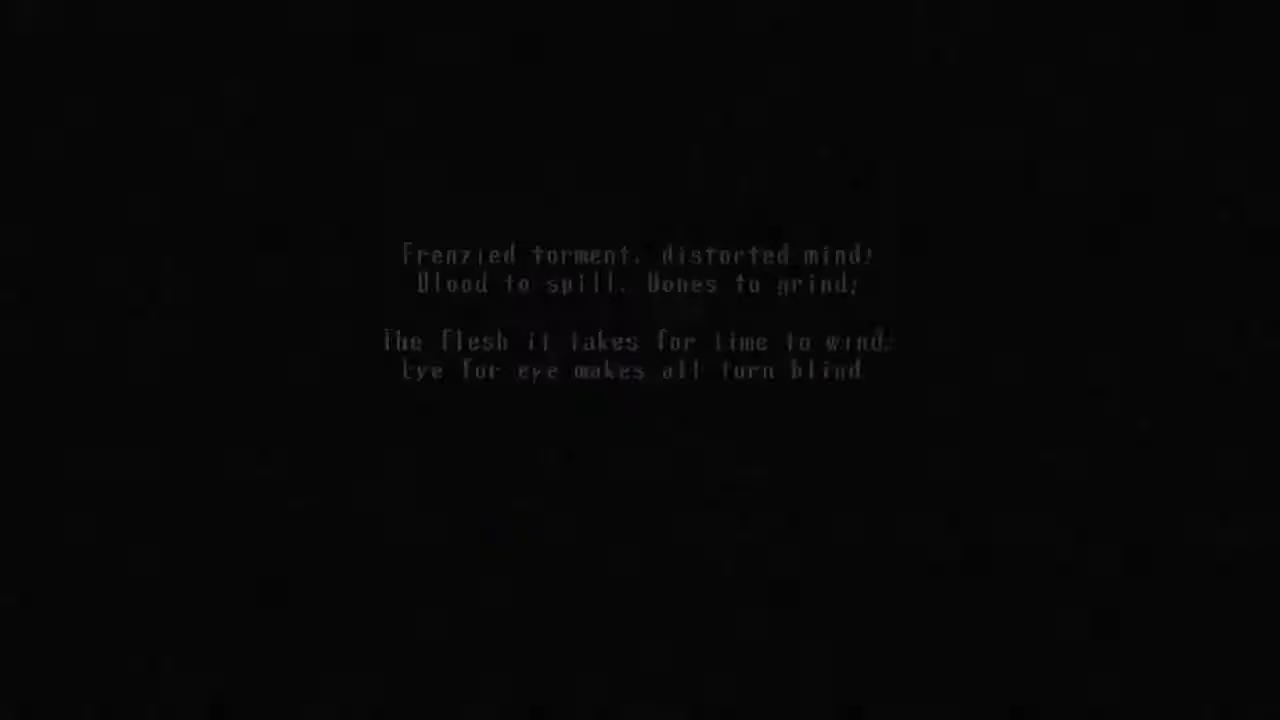 Frenzied torment, distorted mind;
Blood to spill, Bones to grind;
The flesh it takes for time to wind;
Eye for eye makes all turn blind